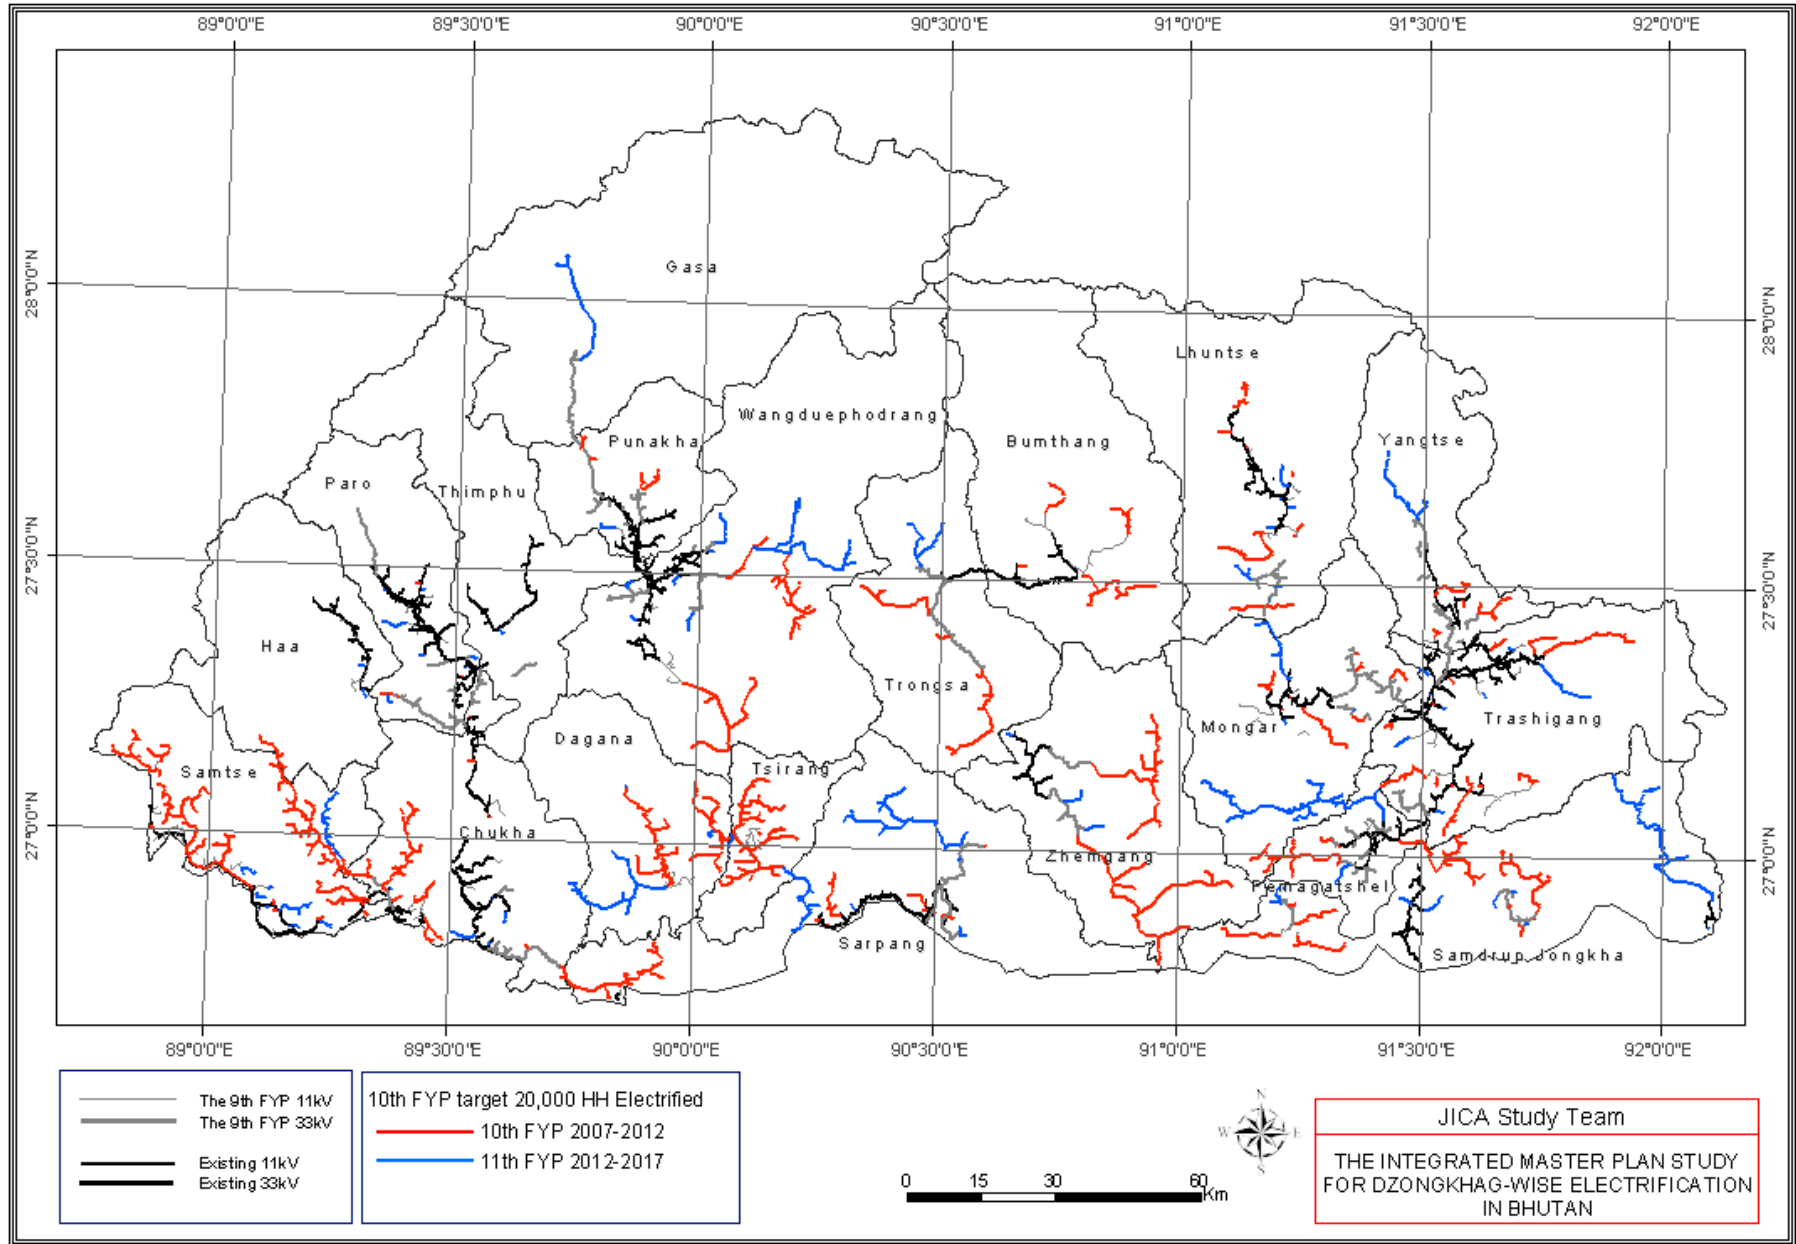 89°0'0"E 89°30'0"E 90°0'0"E 90°30'0"E 91°0'0"E 91°30'0"E 92°0'0"E
28°0'0"N
28°0'0"N
27°30'0"N
27°30'0"N
27°0'0"N
27°0'0"N
Gasa
Lhuntse
Wangduephodrang
Punakha
Bumthang
Yangtse
Paro
Thimphu
Haa
Trongsa
Mongar
Trashigang
Dagana
Samtse
Tsirang
Chukha
Zhemgang
Pemagatshel
Sarpang
Samdrup Jongkha
89°0'0"E 89°30'0"E 90°0'0"E 90°30'0"E 91°0'0"E 91°30'0"E 92°0'0"E
The 9th FYP 11kV
The 9th FYP 33kV
Existing 11kV
Existing 33kV
10th FYP target 20,000 HH Electrified
10th FYP 2007-2012
11th FYP 2012-2017
N
W E
S
0 15 30 60 Km
JICA Study Team
THE INTEGRATED MASTER PLAN STUDY
FOR DZONGKHAG-WISE ELECTRIFICATION
IN BHUTAN